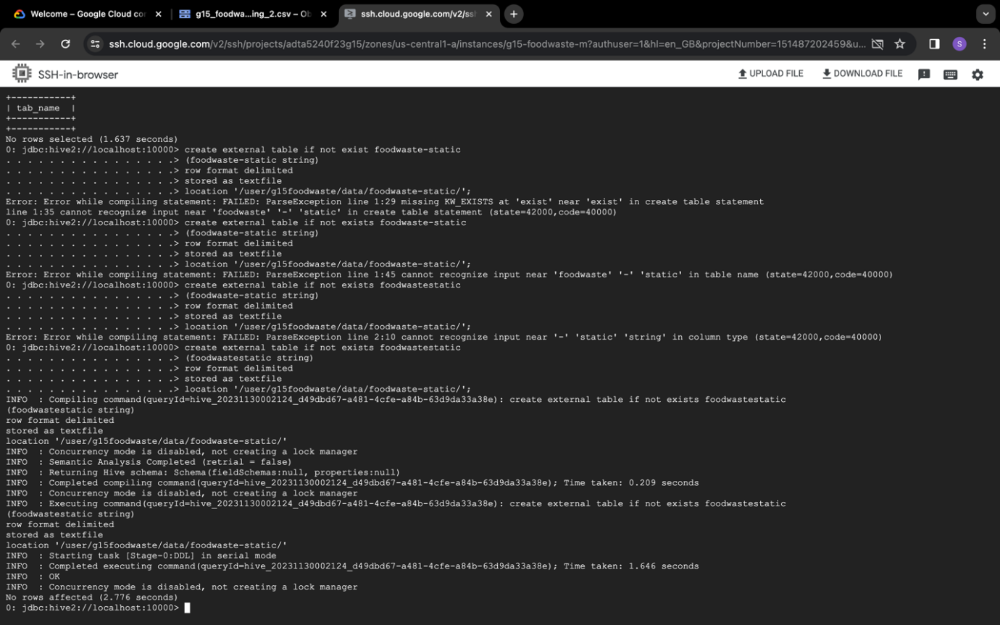 Welcome – Google Cloud con
g15_foodwa...ing_2.csv – Ob
ssh.cloud.google.com/v2/ssh
ssh.cloud.google.com/v2/ssh/projects/adta5240f23g15/zones/us-central1-a/instances/g15-foodwaste-m?authuser=1&hl=en_GB&projectNumber=151487202459&u...
S
SSH-in-browser
UPLOAD FILE
DOWNLOAD FILE
+-----------+
| tab_name  |
+-----------+
+-----------+
No rows selected (1.637 seconds)
0: jdbc:hive2://localhost:10000> create external table if not exist foodwaste-static
. . . . . . . . . . . . . . . .> (foodwaste-static string)
. . . . . . . . . . . . . . . .> row format delimited
. . . . . . . . . . . . . . . .> stored as textfile
. . . . . . . . . . . . . . . .> location '/user/g15foodwaste/data/foodwaste-static/';
Error: Error while compiling statement: FAILED: ParseException line 1:29 missing KW_EXISTS at 'exist' near 'exist' in create table statement
line 1:35 cannot recognize input near 'foodwaste' '-' 'static' in create table statement (state=42000,code=40000)
0: jdbc:hive2://localhost:10000> create external table if not exists foodwaste-static
. . . . . . . . . . . . . . . .> (foodwaste-static string)
. . . . . . . . . . . . . . . .> row format delimited
. . . . . . . . . . . . . . . .> stored as textfile
. . . . . . . . . . . . . . . .> location '/user/g15foodwaste/data/foodwaste-static/';
Error: Error while compiling statement: FAILED: ParseException line 1:45 cannot recognize input near 'foodwaste' '-' 'static' in table name (state=42000,code=40000)
0: jdbc:hive2://localhost:10000> create external table if not exists foodwastestatic
. . . . . . . . . . . . . . . .> (foodwaste-static string)
. . . . . . . . . . . . . . . .> row format delimited
. . . . . . . . . . . . . . . .> stored as textfile
. . . . . . . . . . . . . . . .> location '/user/g15foodwaste/data/foodwaste-static/';
Error: Error while compiling statement: FAILED: ParseException line 2:10 cannot recognize input near '-' 'static' 'string' in column type (state=42000,code=40000)
0: jdbc:hive2://localhost:10000> create external table if not exists foodwastestatic
. . . . . . . . . . . . . . . .> (foodwastestatic string)
. . . . . . . . . . . . . . . .> row format delimited
. . . . . . . . . . . . . . . .> stored as textfile
. . . . . . . . . . . . . . . .> location '/user/g15foodwaste/data/foodwaste-static/';
INFO  : Compiling command(queryId=hive_20231130002124_d49dbd67-a481-4cfe-a84b-63d9da33a38e): create external table if not exists foodwastestatic
(foodwastestatic string)
row format delimited
stored as textfile
location '/user/g15foodwaste/data/foodwaste-static/'
INFO  : Concurrency mode is disabled, not creating a lock manager
INFO  : Semantic Analysis Completed (retrial = false)
INFO  : Returning Hive schema: Schema(fieldSchemas:null, properties:null)
INFO  : Completed compiling command(queryId=hive_20231130002124_d49dbd67-a481-4cfe-a84b-63d9da33a38e); Time taken: 0.209 seconds
INFO  : Concurrency mode is disabled, not creating a lock manager
INFO  : Executing command(queryId=hive_20231130002124_d49dbd67-a481-4cfe-a84b-63d9da33a38e): create external table if not exists foodwastestatic
(foodwastestatic string)
row format delimited
stored as textfile
location '/user/g15foodwaste/data/foodwaste-static/'
INFO  : Starting task [Stage-0:DDL] in serial mode
INFO  : Completed executing command(queryId=hive_20231130002124_d49dbd67-a481-4cfe-a84b-63d9da33a38e); Time taken: 1.646 seconds
INFO  : OK
INFO  : Concurrency mode is disabled, not creating a lock manager
No rows affected (2.776 seconds)
0: jdbc:hive2://localhost:10000>